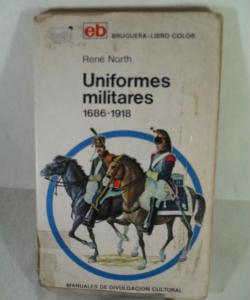 eb BRUGUERA-LIBRO COLOR
René North
Uniformes
militares
1686-1918
MANUALES DE DIVULGACION CULTURAL